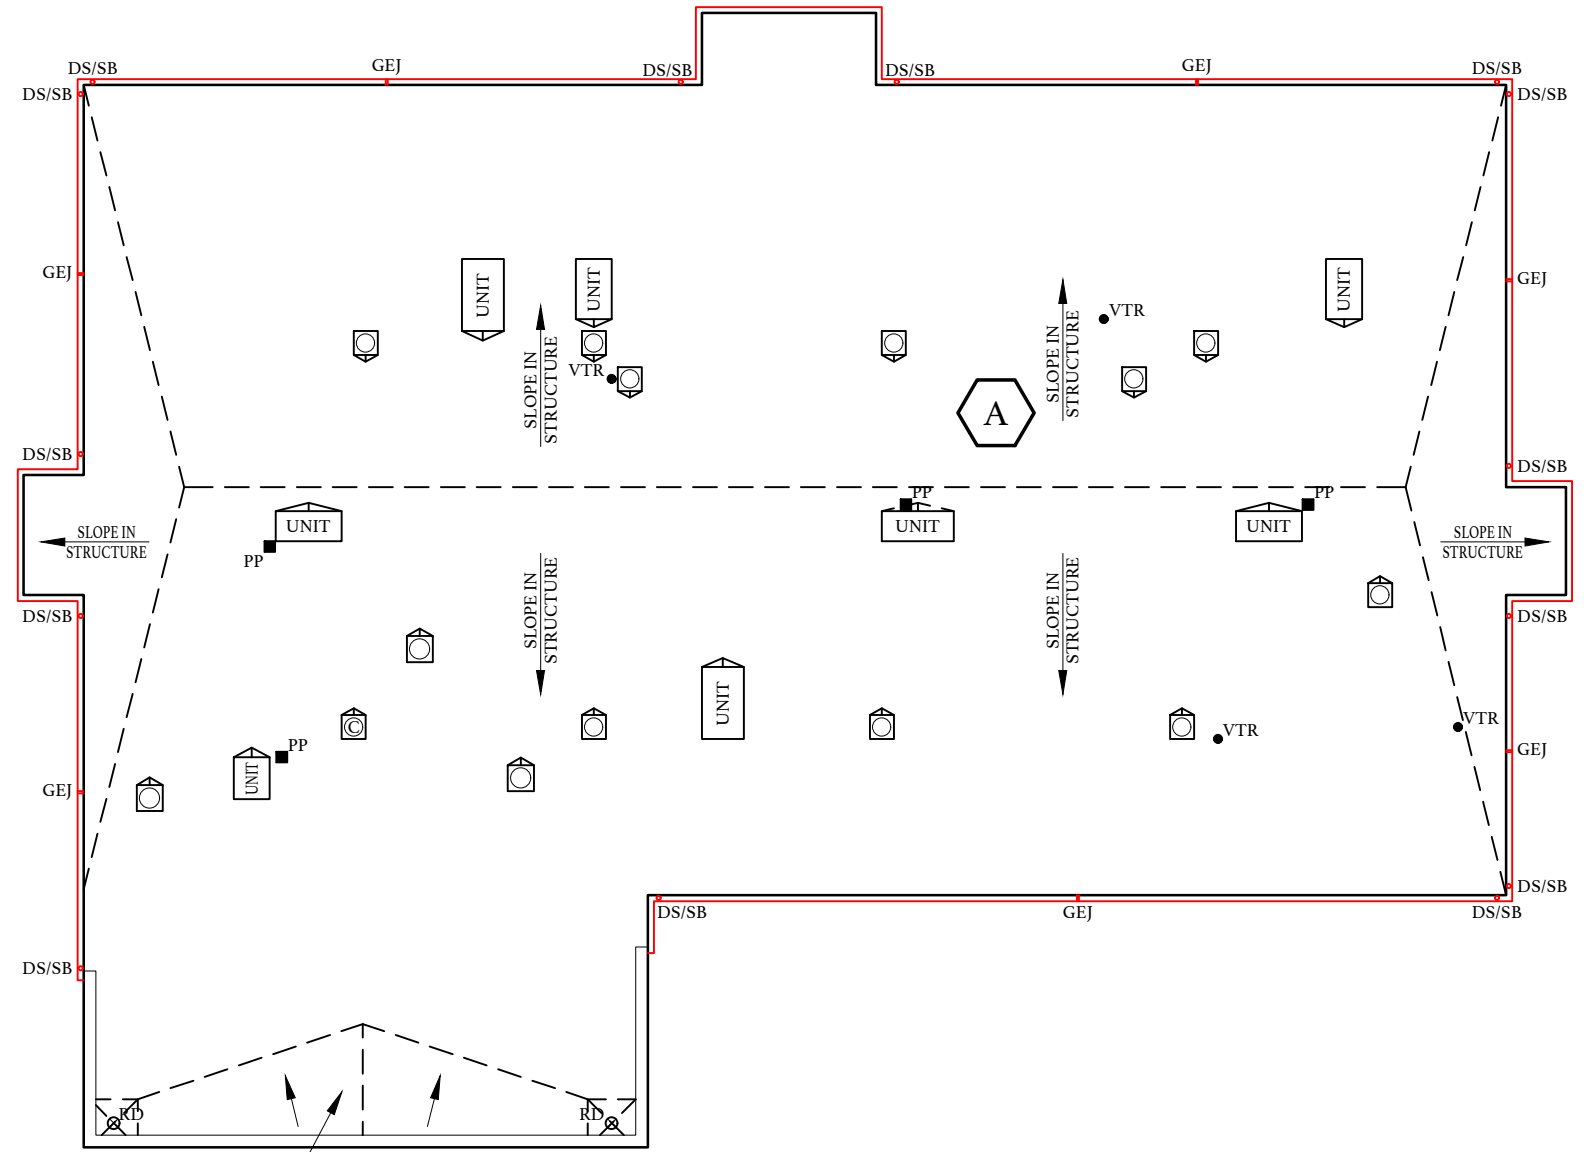 DS/SB
GEJ
DS/SB
DS/SB
GEJ
DS/SB
DS/SB
DS/SB
GEJ
GEJ
UNIT
UNIT
UNIT
VTR
VTR
SLOPE IN
STRUCTURE
SLOPE IN
STRUCTURE
A
DS/SB
DS/SB
PP
PP
UNIT
UNIT
UNIT
SLOPE IN
STRUCTURE
SLOPE IN
STRUCTURE
PP
SLOPE IN
STRUCTURE
SLOPE IN
STRUCTURE
DS/SB
DS/SB
UNIT
C
VTR
VTR
PP
GEJ
UNIT
GEJ
DS/SB
DS/SB
GEJ
DS/SB
DS/SB
RD
RD